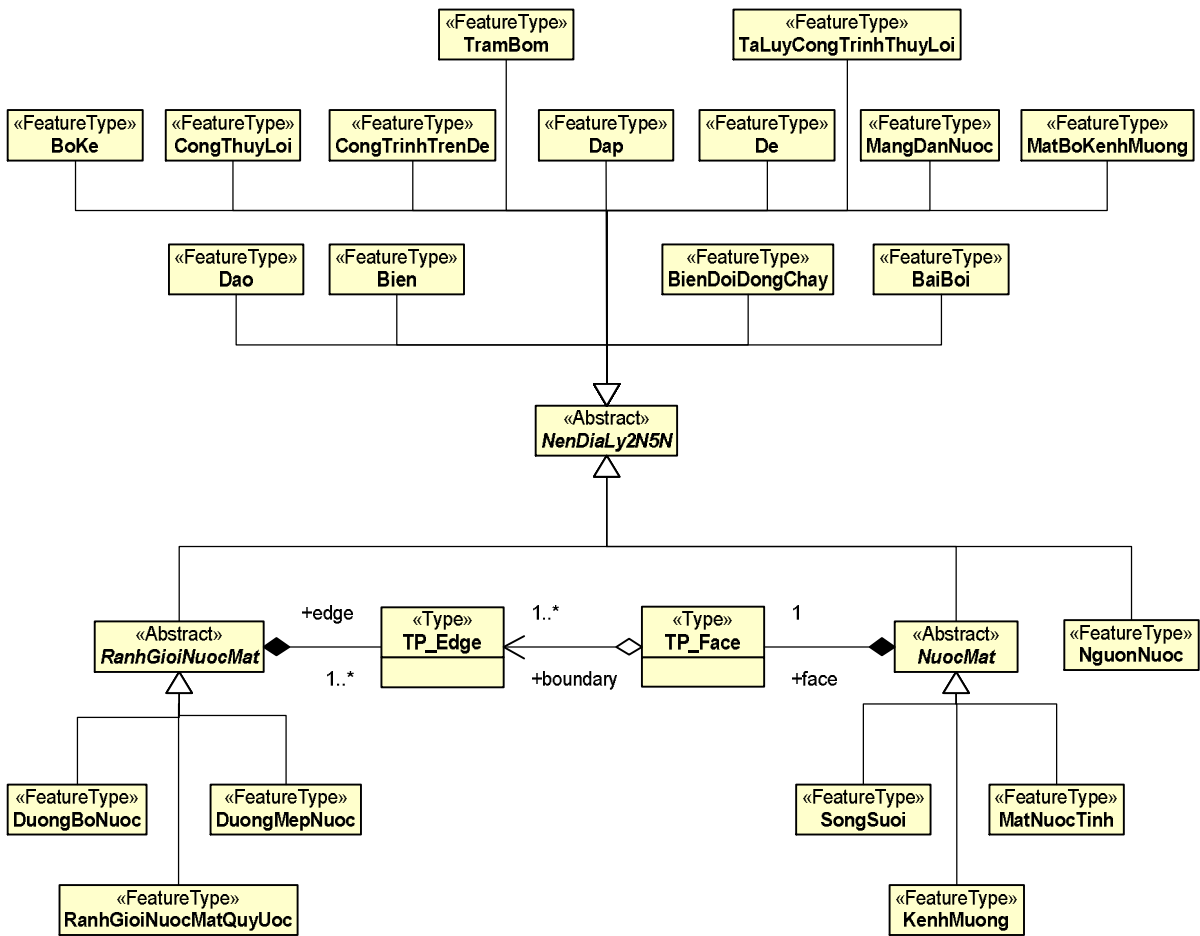 «FeatureType»
TramBom
«FeatureType»
TaLuyCongTrinhThuyLoi
«FeatureType»
BoKe
«FeatureType»
CongThuyLoi
«FeatureType»
CongTrinhTrenDe
«FeatureType»
Dap
«FeatureType»
De
«FeatureType»
MangDanNuoc
«FeatureType»
MatBoKenhMuong
«FeatureType»
Dao
«FeatureType»
Bien
«FeatureType»
BienDoiDongChay
«FeatureType»
BaiBoi
«Abstract»
NenDiaLy2N5N
«Abstract»
RanhGioiNuocMat
+edge
1..*
«Type»
TP_Edge
1..*
+boundary
«Type»
TP_Face
1
+face
«Abstract»
NuocMat
«FeatureType»
NguonNuoc
«FeatureType»
DuongBoNuoc
«FeatureType»
DuongMepNuoc
«FeatureType»
SongSuoi
«FeatureType»
MatNuocTinh
«FeatureType»
RanhGioiNuocMatQuyUoc
«FeatureType»
KenhMuong